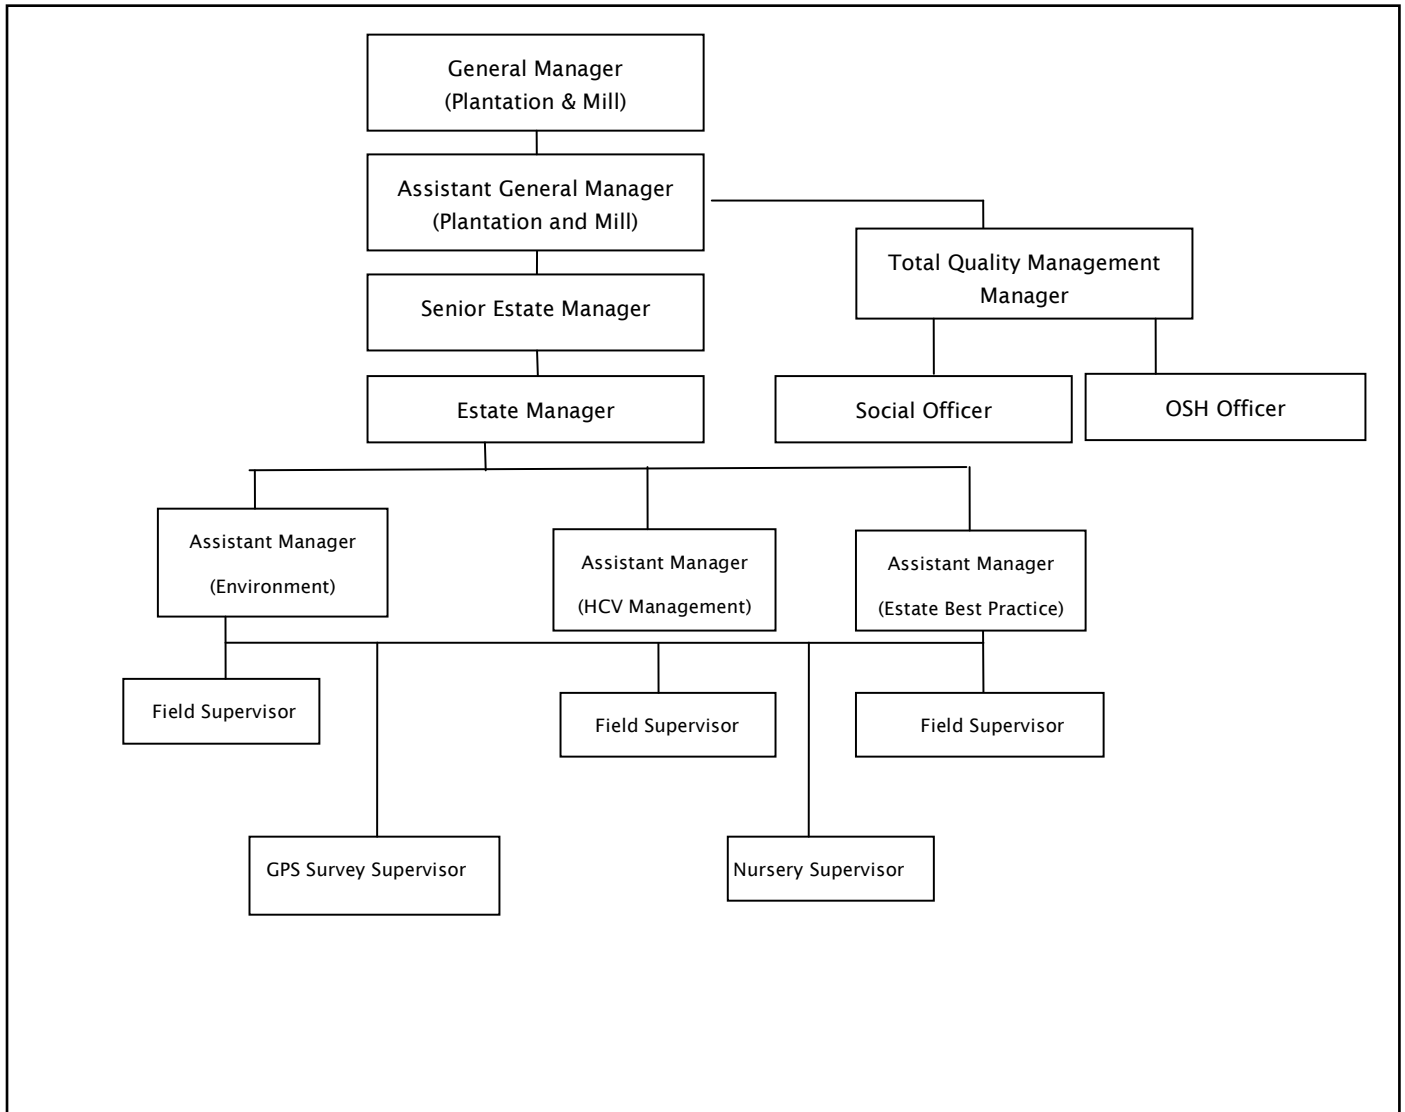 General Manager
(Plantation & Mill)
Assistant General Manager
(Plantation and Mill)
Total Quality Management
Manager
Senior Estate Manager
Estate Manager
Social Officer
OSH Officer
Assistant Manager
(Environment)
Assistant Manager
(HCV Management)
Assistant Manager
(Estate Best Practice)
Field Supervisor
Field Supervisor
Field Supervisor
GPS Survey Supervisor
Nursery Supervisor